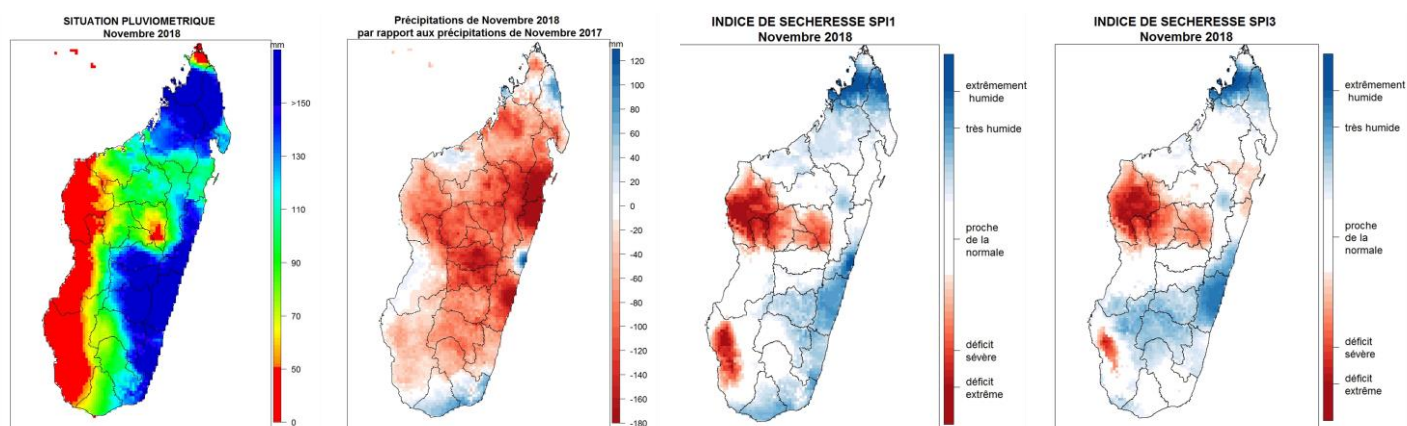 SITUATION PLUVIOMETRIQUE
Novembre 2018
mm
>150
130
110
90
70
50
0
Précipitations de Novembre 2018
par rapport aux précipitations de Novembre 2017
mm
120
100
80
60
40
20
0
-20
-40
-60
-80
-100
-120
-140
-160
-180
INDICE DE SECHERESSE SPI1
Novembre 2018
extrêmement
humide
très humide
proche
de la
normale
déficit
sévère
déficit
extrême
INDICE DE SECHERESSE SPI3
Novembre 2018
extrêmement
humide
très humide
proche
de la
normale
déficit
sévère
déficit
extrême